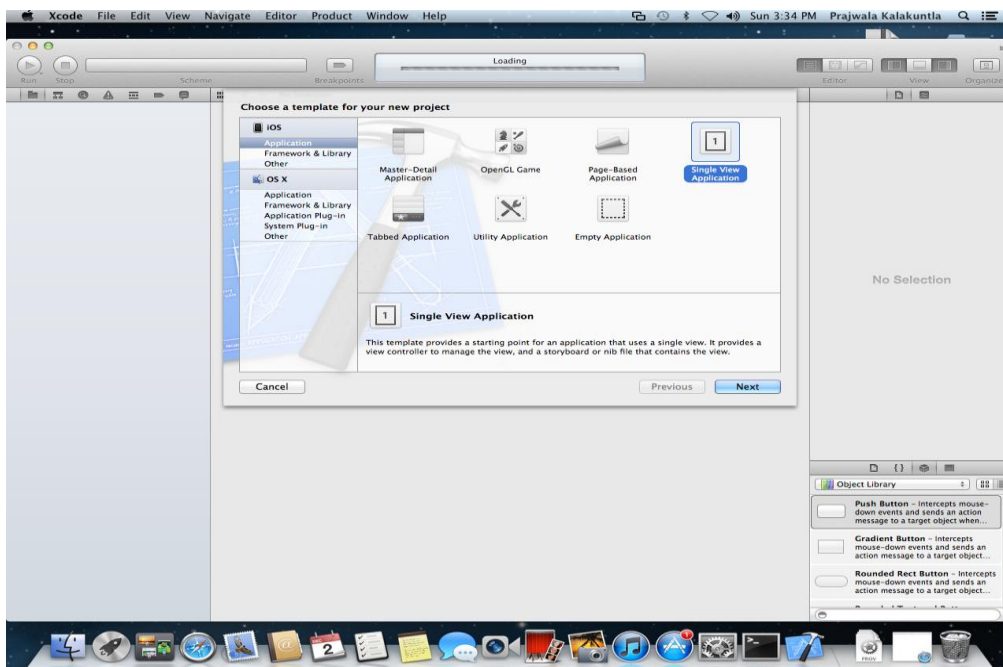 Xcode File Edit View Navigate Editor Product Window Help Sun 3:34 PM Prajwala Kalakuntla
Loading
Run Stop Scheme Breakpoints Editor View Organize
Choose a template for your new project
iOS
Application
Framework & Library
Other
OS X
Application
Framework & Library
Application Plug-in
System Plug-in
Other
Master-Detail
Application
OpenGL Game
Page-Based
Application
1
Single View
Application
Tabbed Application
Utility Application
Empty Application
1 Single View Application
This template provides a starting point for an application that uses a single view. It provides a
view controller to manage the view, and a storyboard or nib file that contains the view.
Cancel Previous Next
No Selection
{}
Object Library
Push Button - Intercepts mouse-
down events and sends an action
message to a target object when...
Gradient Button - Intercepts
mouse-down events and sends an
action message to a target object...
Rounded Rect Button - Intercepts
mouse-down events and sends an
action message to a target object...
2
1
PROV